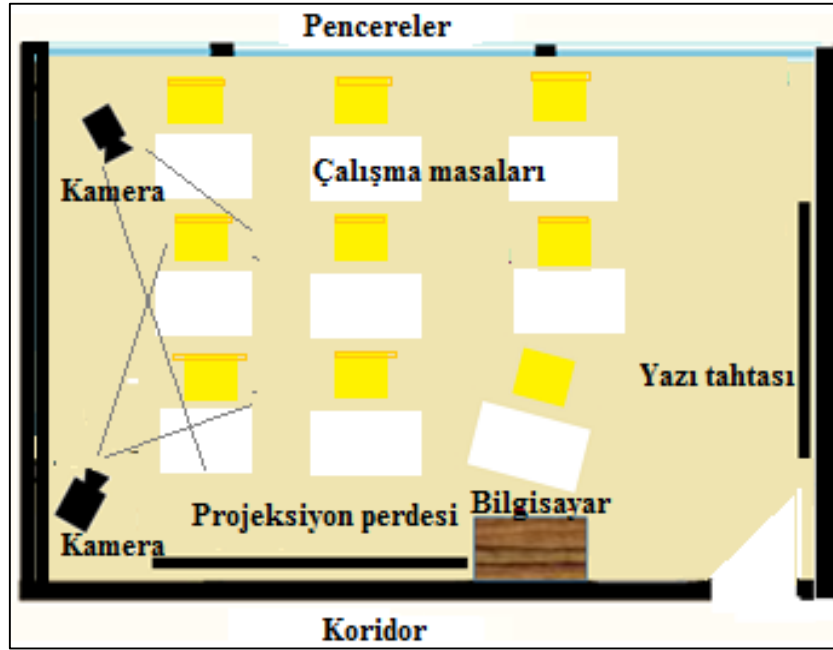 Pencereler
Çalışma masaları
Kamera
Yazı tahtası
Projeksiyon perdesi
Bilgisayar
Kamera
Koridor